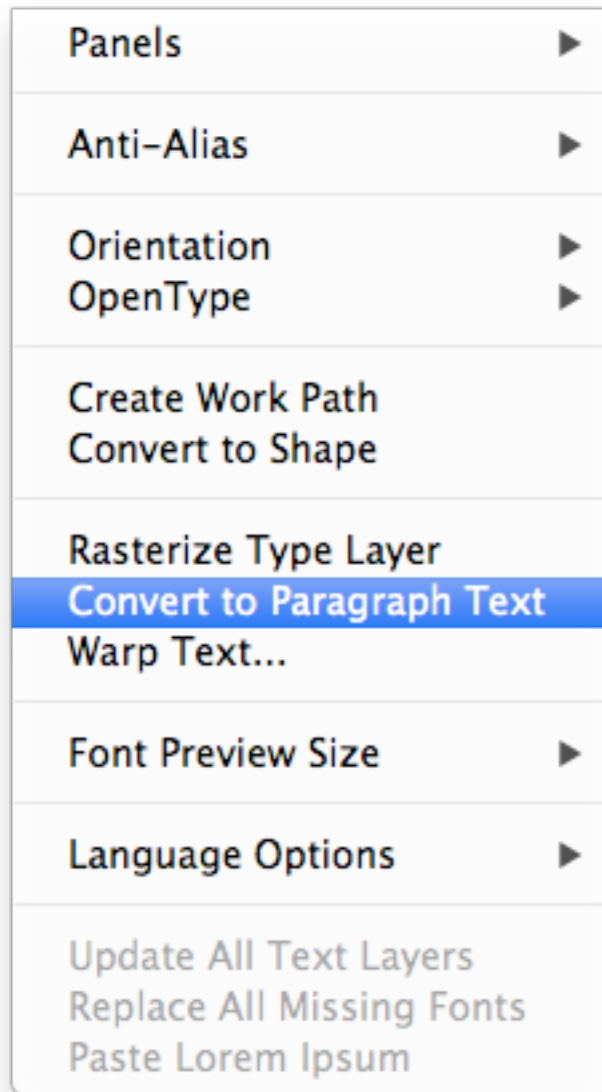 Panels
Anti-Alias
Orientation
OpenType
Create Work Path
Convert to Shape
Rasterize Type Layer
Convert to Paragraph Text
Warp Text...
Font Preview Size
Language Options
Update All Text Layers
Replace All Missing Fonts
Paste Lorem Ipsum